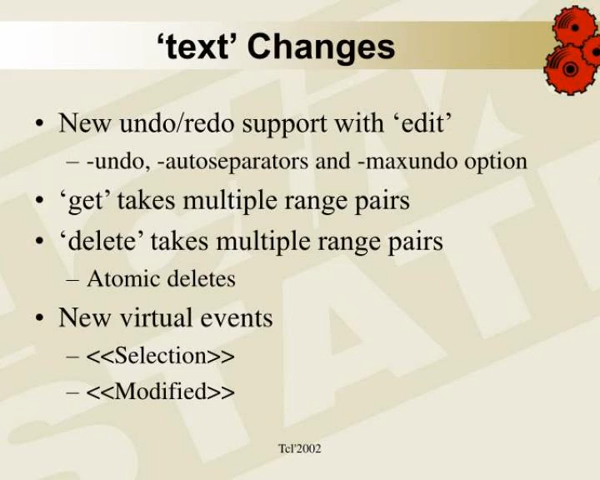 ‘text’ Changes
• New undo/redo support with ‘edit’
– -undo, -autoseparators and -maxundo option
• ‘get’ takes multiple range pairs
• ‘delete’ takes multiple range pairs
– Atomic deletes
• New virtual events
– <<Selection>>
– <<Modified>>
Tcl'2002